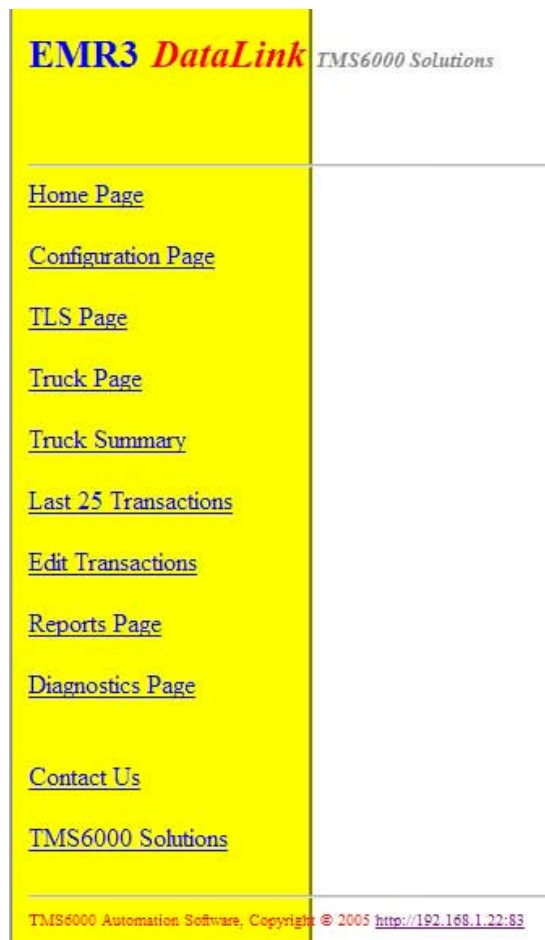 EMR3 DataLink TMS6000 Solutions
Home Page
Configuration Page
TLS Page
Truck Page
Truck Summary
Last 25 Transactions
Edit Transactions
Reports Page
Diagnostics Page
Contact Us
TMS6000 Solutions
TMS6000 Automation Software, Copyright © 2005 http://192.168.1.22:83